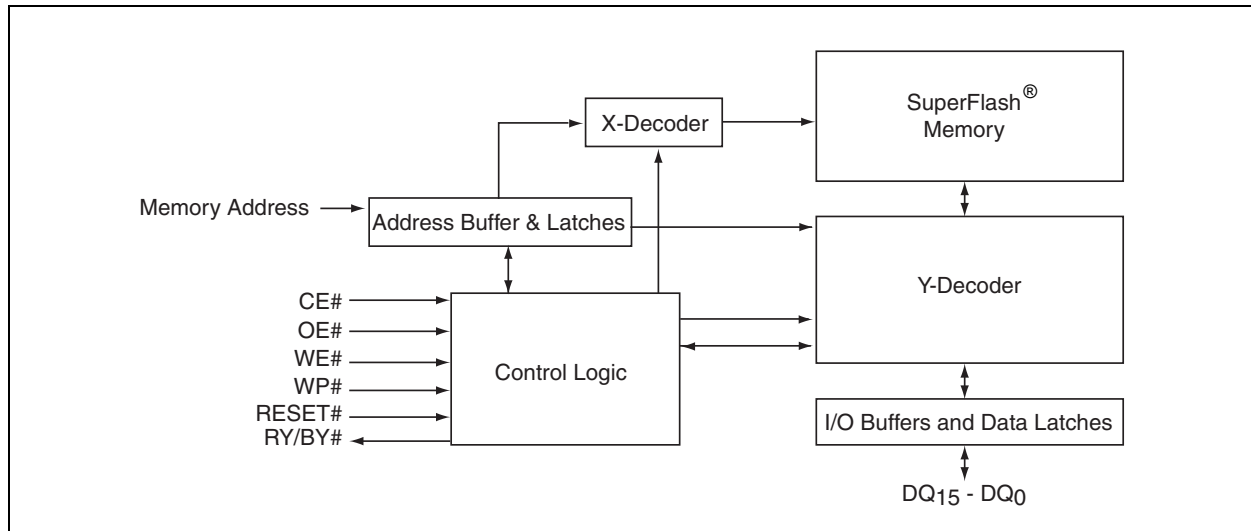 SuperFlash®
Memory
X-Decoder
Memory Address
Address Buffer & Latches
Y-Decoder
CE#
OE#
WE#
WP#
RESET#
RY/BY#
Control Logic
I/O Buffers and Data Latches
DQ15 - DQ0